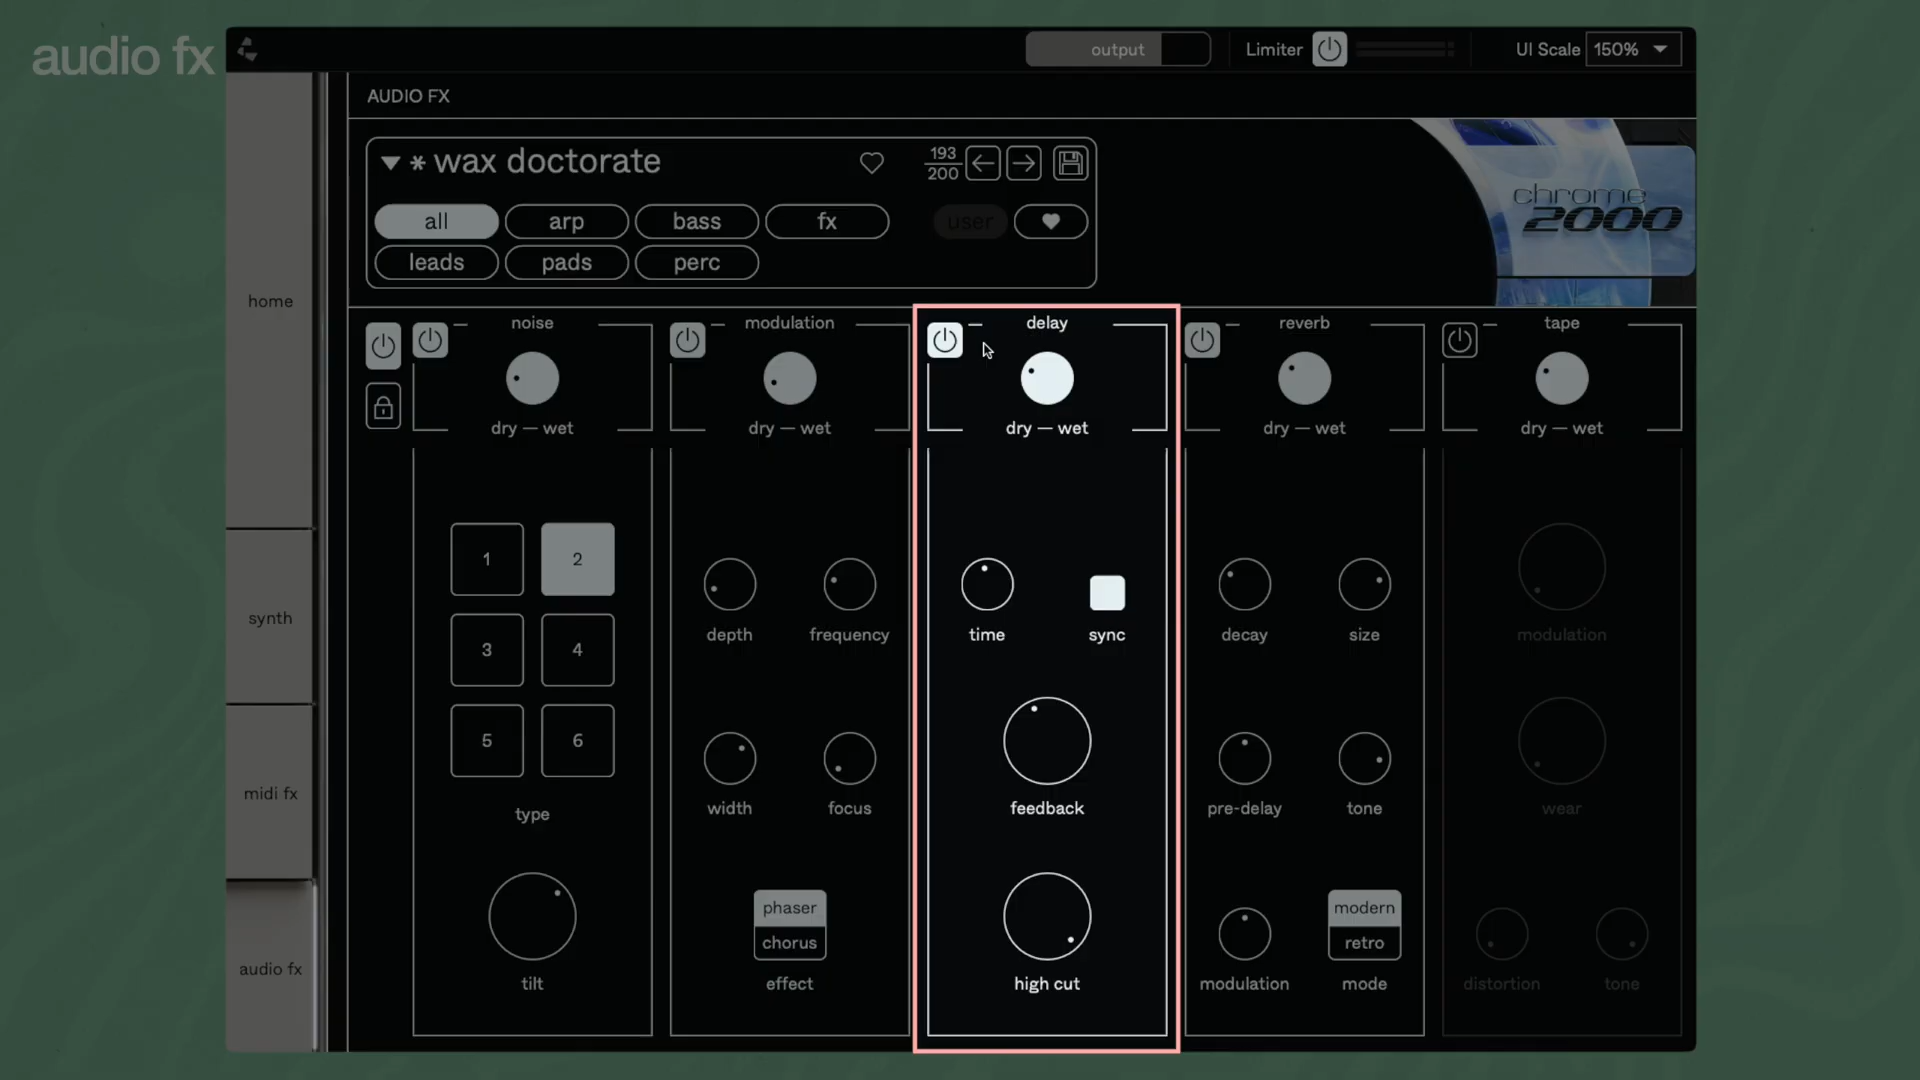 audio fx
output
Limiter
UI Scale 150%
AUDIO FX
* wax doctorate
193
200
all arp bass fx user
leads pads perc
chrome
2000
home
synth
midi fx
audio fx
noise
dry — wet
1 2
3 4
5 6
type
tilt
modulation
dry — wet
depth frequency
width focus
phaser
chorus
effect
delay
dry — wet
time sync
feedback
high cut
reverb
dry — wet
decay size
pre-delay tone
modern
retro
modulation mode
tape
dry — wet
modulation
wear
distortion tone